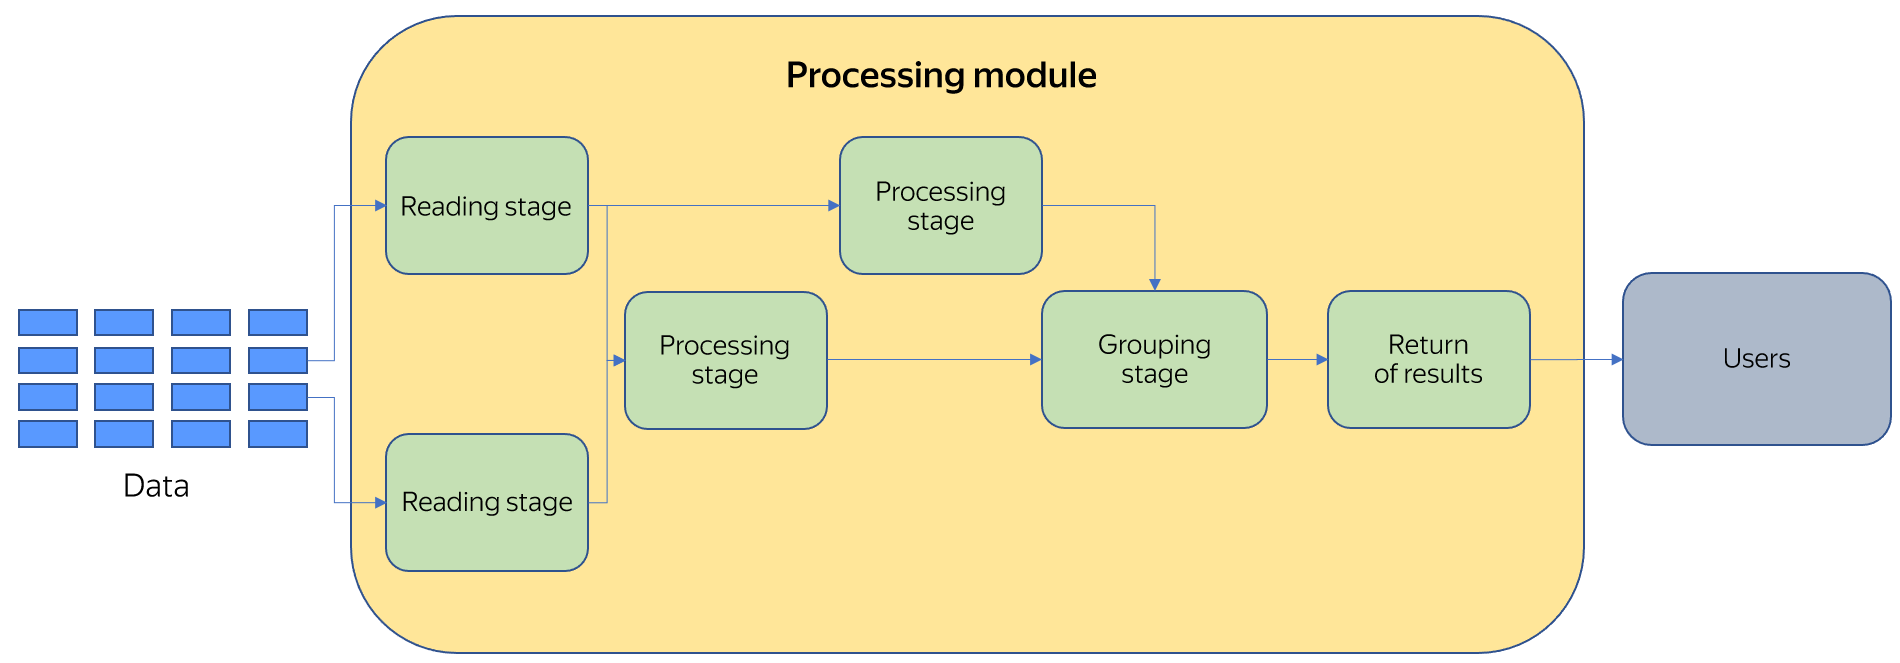 Processing module
Reading stage
Processing
stage
Processing
stage
Grouping
stage
Return
of results
Users
Data
Reading stage